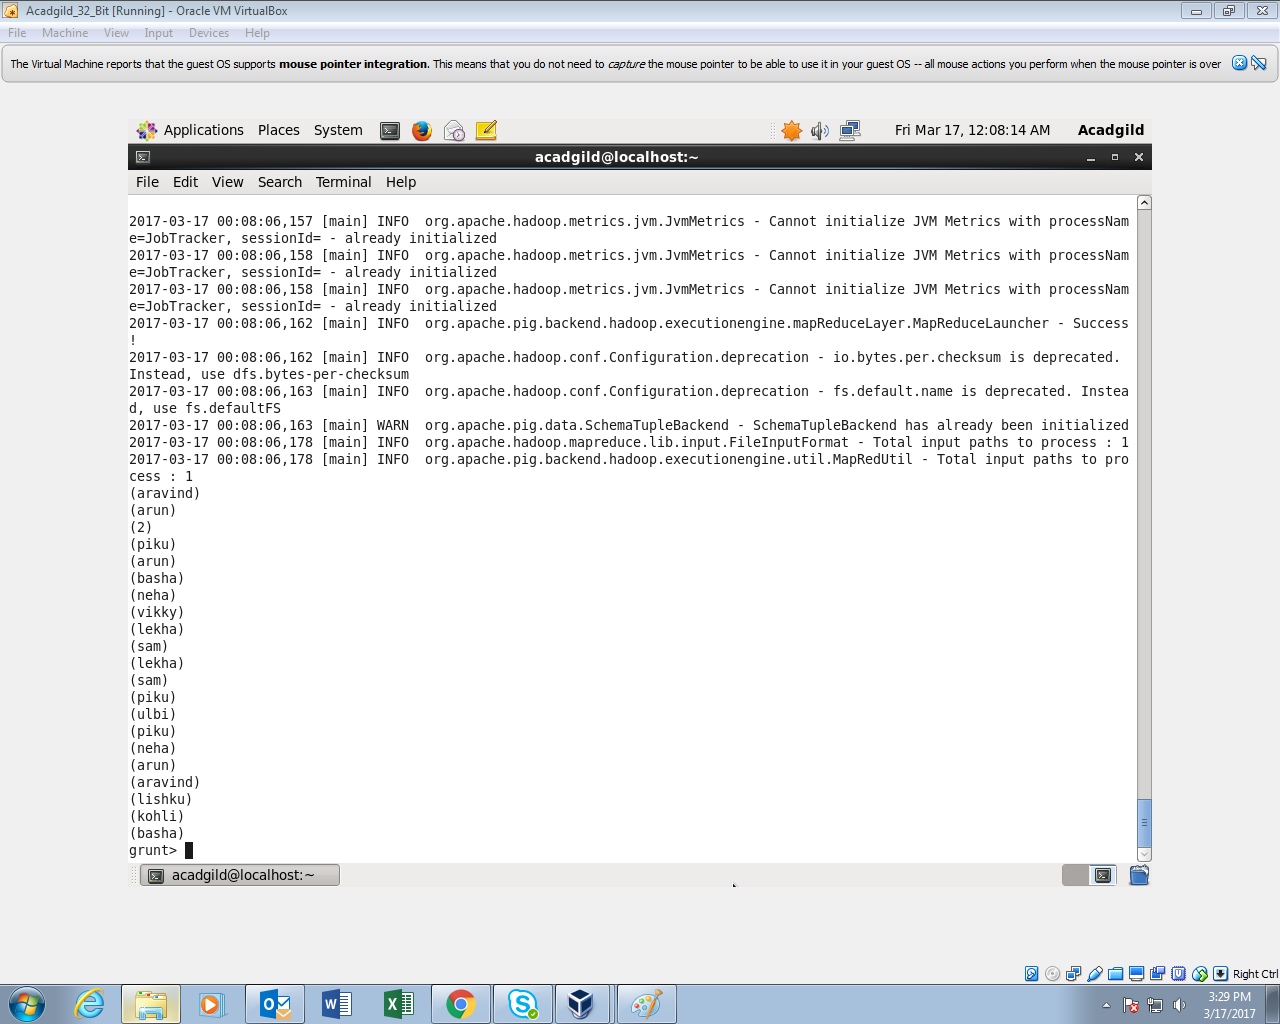 Acadgild_32_Bit [Running] - Oracle VM VirtualBox
File Machine View Input Devices Help
The Virtual Machine reports that the guest OS supports mouse pointer integration. This means that you do not need to capture the mouse pointer to be able to use it in your guest OS -- all mouse actions you perform when the mouse pointer is over
Applications Places System Fri Mar 17, 12:08:14 AM Acadgild
acadgild@localhost:~
File Edit View Search Terminal Help
2017-03-17 00:08:06,157 [main] INFO  org.apache.hadoop.metrics.jvm.JvmMetrics - Cannot initialize JVM Metrics with processNam
e=JobTracker, sessionId= - already initialized
2017-03-17 00:08:06,158 [main] INFO  org.apache.hadoop.metrics.jvm.JvmMetrics - Cannot initialize JVM Metrics with processNam
e=JobTracker, sessionId= - already initialized
2017-03-17 00:08:06,158 [main] INFO  org.apache.hadoop.metrics.jvm.JvmMetrics - Cannot initialize JVM Metrics with processNam
e=JobTracker, sessionId= - already initialized
2017-03-17 00:08:06,162 [main] INFO  org.apache.pig.backend.hadoop.executionengine.mapReduceLayer.MapReduceLauncher - Success
!
2017-03-17 00:08:06,162 [main] INFO  org.apache.hadoop.conf.Configuration.deprecation - io.bytes.per.checksum is deprecated.
Instead, use dfs.bytes-per-checksum
2017-03-17 00:08:06,163 [main] INFO  org.apache.hadoop.conf.Configuration.deprecation - fs.default.name is deprecated. Instea
d, use fs.defaultFS
2017-03-17 00:08:06,163 [main] WARN  org.apache.pig.data.SchemaTupleBackend - SchemaTupleBackend has already been initialized
2017-03-17 00:08:06,178 [main] INFO  org.apache.hadoop.mapreduce.lib.input.FileInputFormat - Total input paths to process : 1
2017-03-17 00:08:06,178 [main] INFO  org.apache.pig.backend.hadoop.executionengine.util.MapRedUtil - Total input paths to pro
cess : 1
(aravind)
(arun)
(2)
(piku)
(arun)
(basha)
(neha)
(vikky)
(lekha)
(sam)
(lekha)
(sam)
(piku)
(ulbi)
(piku)
(neha)
(arun)
(aravind)
(lishku)
(kohli)
(basha)
grunt>
acadgild@localhost:~
Right Ctrl
3:29 PM
3/17/2017